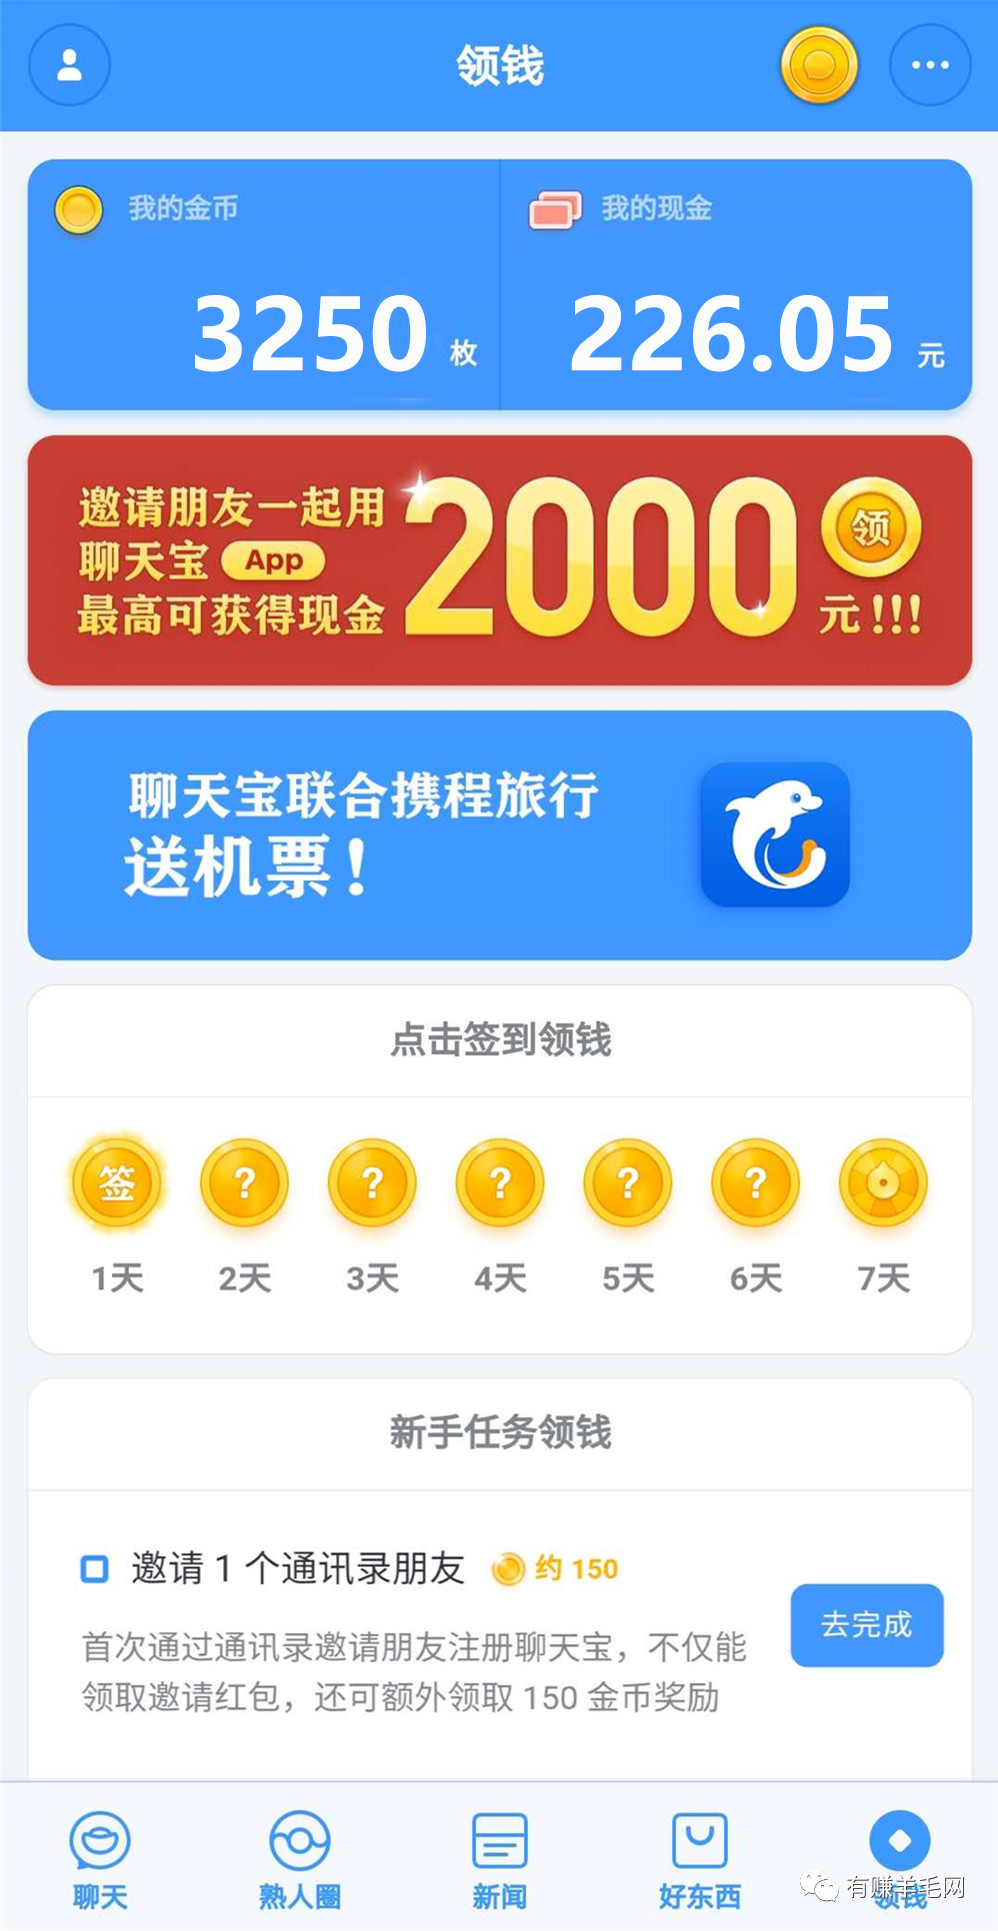 领钱
我的金币
我的现金
3250 枚
226.05 元
邀请朋友一起用
聊天宝 App
最高可获得现金
2000
领
元!!!
聊天宝联合携程旅行
送机票!
点击签到领钱
签 ? ? ? ? ?
1天 2天 3天 4天 5天 6天 7天
新手任务领钱
邀请 1 个通讯录朋友 约 150
首次通过通讯录邀请朋友注册聊天宝，不仅能
领取邀请红包，还可额外领取 150 金币奖励
去完成
聊天 熟人圈 新闻 好东西 领钱
有赚羊毛网